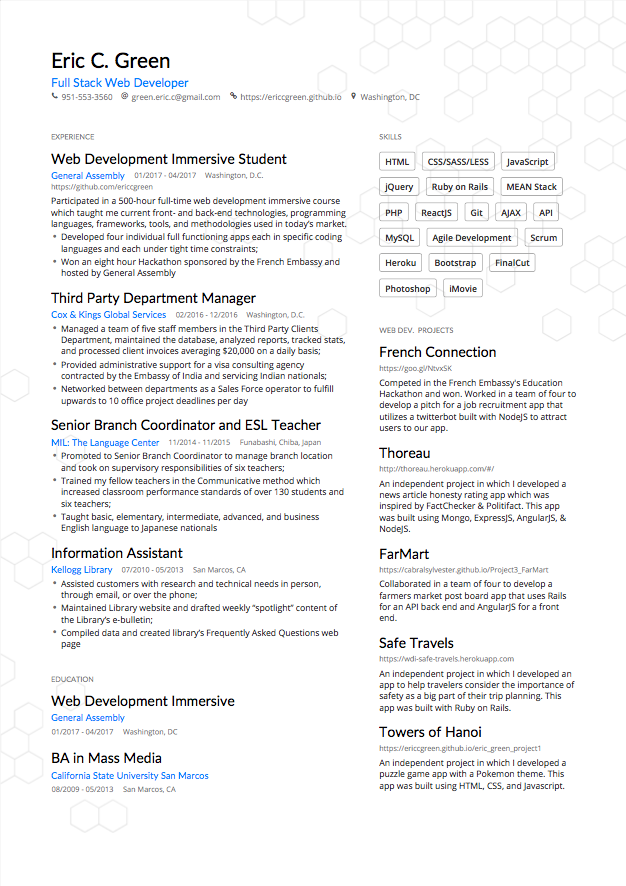 Eric C. Green
Full Stack Web Developer
951-553-3560 green.eric.c@gmail.com https://ericcgreen.github.io Washington, DC
EXPERIENCE
Web Development Immersive Student
General Assembly 01/2017 - 04/2017 Washington, D.C.
https://github.com/ericcgreen
Participated in a 500-hour full-time web development immersive course
which taught me current front- and back-end technologies, programming
languages, frameworks, tools, and methodologies used in today's market.
• Developed four individual full functioning apps each in specific coding
languages and each under tight time constraints;
• Won an eight hour Hackathon sponsored by the French Embassy and
hosted by General Assembly
Third Party Department Manager
Cox & Kings Global Services 02/2016 - 12/2016 Washington, D.C.
• Managed a team of five staff members in the Third Party Clients
Department, maintained the database, analyzed reports, tracked stats,
and processed client invoices averaging $20,000 on a daily basis;
• Provided administrative support for a visa consulting agency
contracted by the Embassy of India and servicing Indian nationals;
• Networked between departments as a Sales Force operator to fulfill
upwards to 10 office project deadlines per day
Senior Branch Coordinator and ESL Teacher
MIL: The Language Center 11/2014 - 11/2015 Funabashi, Chiba, Japan
• Promoted to Senior Branch Coordinator to manage branch location
and took on supervisory responsibilities of six teachers;
• Trained my fellow teachers in the Communicative method which
increased classroom performance standards of over 130 students and
six teachers;
• Taught basic, elementary, intermediate, advanced, and business
English language to Japanese nationals
Information Assistant
Kellogg Library 07/2010 - 05/2013 San Marcos, CA
• Assisted customers with research and technical needs in person,
through email, or over the phone;
• Maintained Library website and drafted weekly “spotlight” content of
the Library's e-bulletin;
• Compiled data and created library's Frequently Asked Questions web
page
EDUCATION
Web Development Immersive
General Assembly
01/2017 - 04/2017 Washington, DC
BA in Mass Media
California State University San Marcos
08/2009 - 05/2013 San Marcos, CA
SKILLS
HTML CSS/SASS/LESS JavaScript
jQuery Ruby on Rails MEAN Stack
PHP ReactJS Git AJAX API
MySQL Agile Development Scrum
Heroku Bootstrap FinalCut
Photoshop iMovie
WEB DEV. PROJECTS
French Connection
https://goo.gl/NtvxSK
Competed in the French Embassy's Education
Hackathon and won. Worked in a team of four to
develop a pitch for a job recruitment app that
utilizes a twitterbot built with NodeJS to attract
users to our app.
Thoreau
http://thoreau.herokuapp.com/#/
An independent project in which I developed a
news article honesty rating app which was
inspired by FactChecker & Politifact. This app
was built using Mongo, ExpressJS, AngularJS, &
NodeJS.
FarMart
https://cabralsylvester.github.io/Project3_FarMart
Collaborated in a team of four to develop a
farmers market post board app that uses Rails
for an API back end and AngularJS for a front
end.
Safe Travels
https://wdi-safe-travels.herokuapp.com
An independent project in which I developed an
app to help travelers consider the importance of
safety as a big part of their trip planning. This
app was built with Ruby on Rails.
Towers of Hanoi
https://ericcgreen.github.io/eric_green_project1
An independent project in which I developed a
puzzle game app with a Pokemon theme. This
app was built using HTML, CSS, and Javascript.